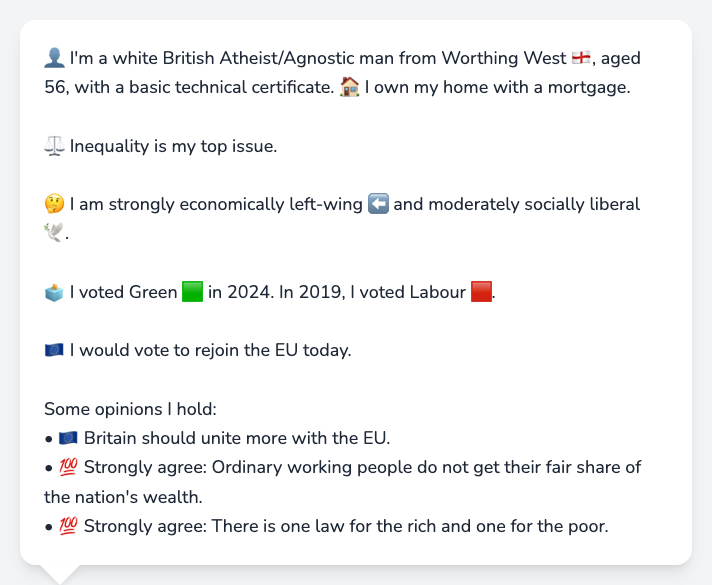 👤 I'm a white British Atheist/Agnostic man from Worthing West 🏴󠁧󠁢󠁥󠁮󠁧󠁿, aged
56, with a basic technical certificate. 🏠 I own my home with a mortgage.
⚖️ Inequality is my top issue.
🤔 I am strongly economically left-wing ⬅️ and moderately socially liberal
🕊️.
🗳️ I voted Green 🟩 in 2024. In 2019, I voted Labour 🟥.
🇪🇺 I would vote to rejoin the EU today.
Some opinions I hold:
• 🇪🇺 Britain should unite more with the EU.
• 💯 Strongly agree: Ordinary working people do not get their fair share of
the nation's wealth.
• 💯 Strongly agree: There is one law for the rich and one for the poor.